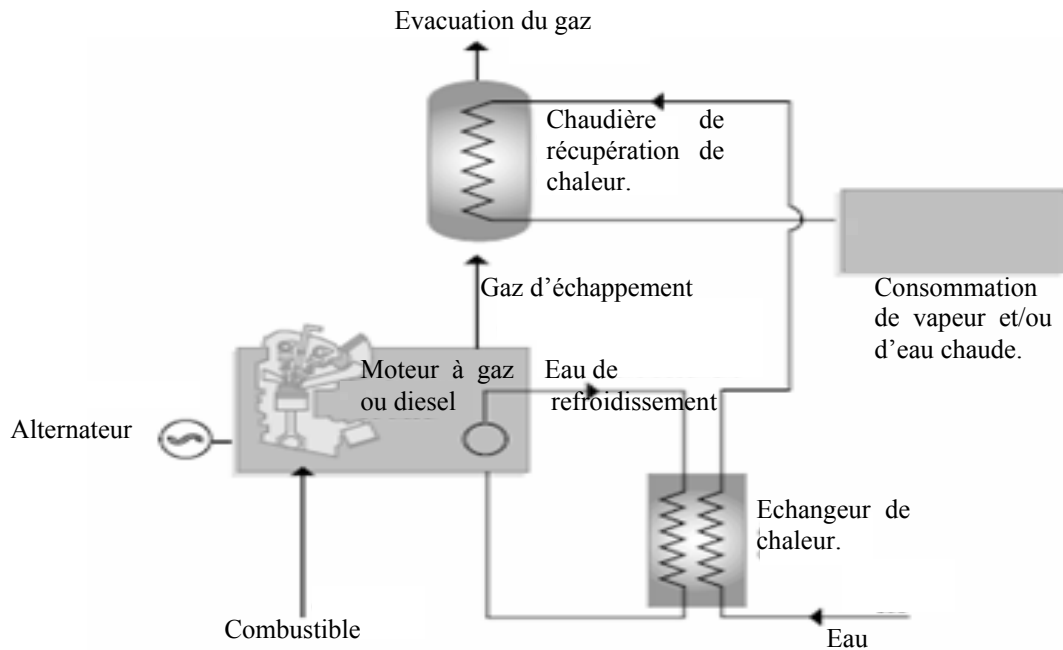 Evacuation du gaz
Chaudière de
récupération de
chaleur.
Gaz d'échappement
Consommation
de vapeur et/ou
d'eau chaude.
Moteur à gaz
ou diesel
Eau de
refroidissement
Alternateur
Echangeur de
chaleur.
Combustible
Eau